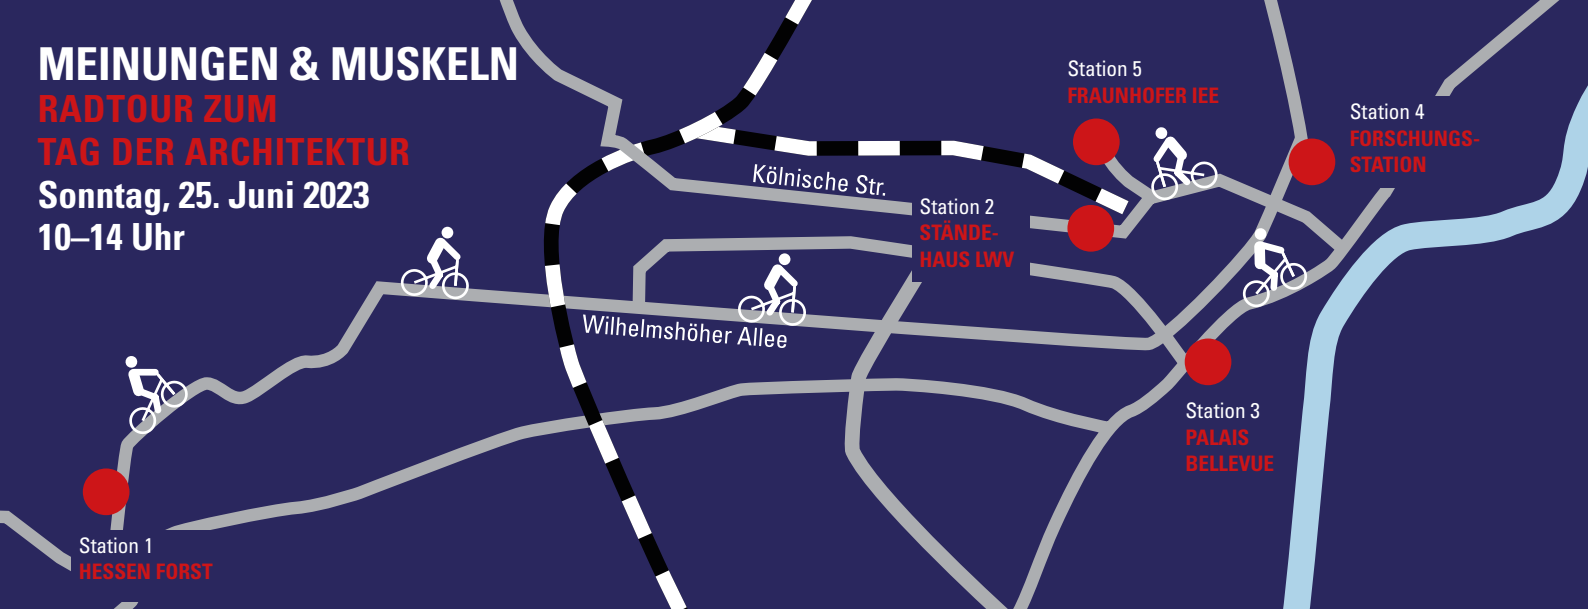 MEINUNGEN & MUSKELN
RADTOUR ZUM
TAG DER ARCHITEKTUR
Sonntag, 25. Juni 2023
10–14 Uhr
Station 5
FRAUNHOFER IEE
Station 4
FORSCHUNGS-
STATION
Kölnische Str.
Station 2
STÄNDE-
HAUS LWV
Wilhelmshöher Allee
Station 3
PALAIS
BELLEVUE
Station 1
HESSEN FORST